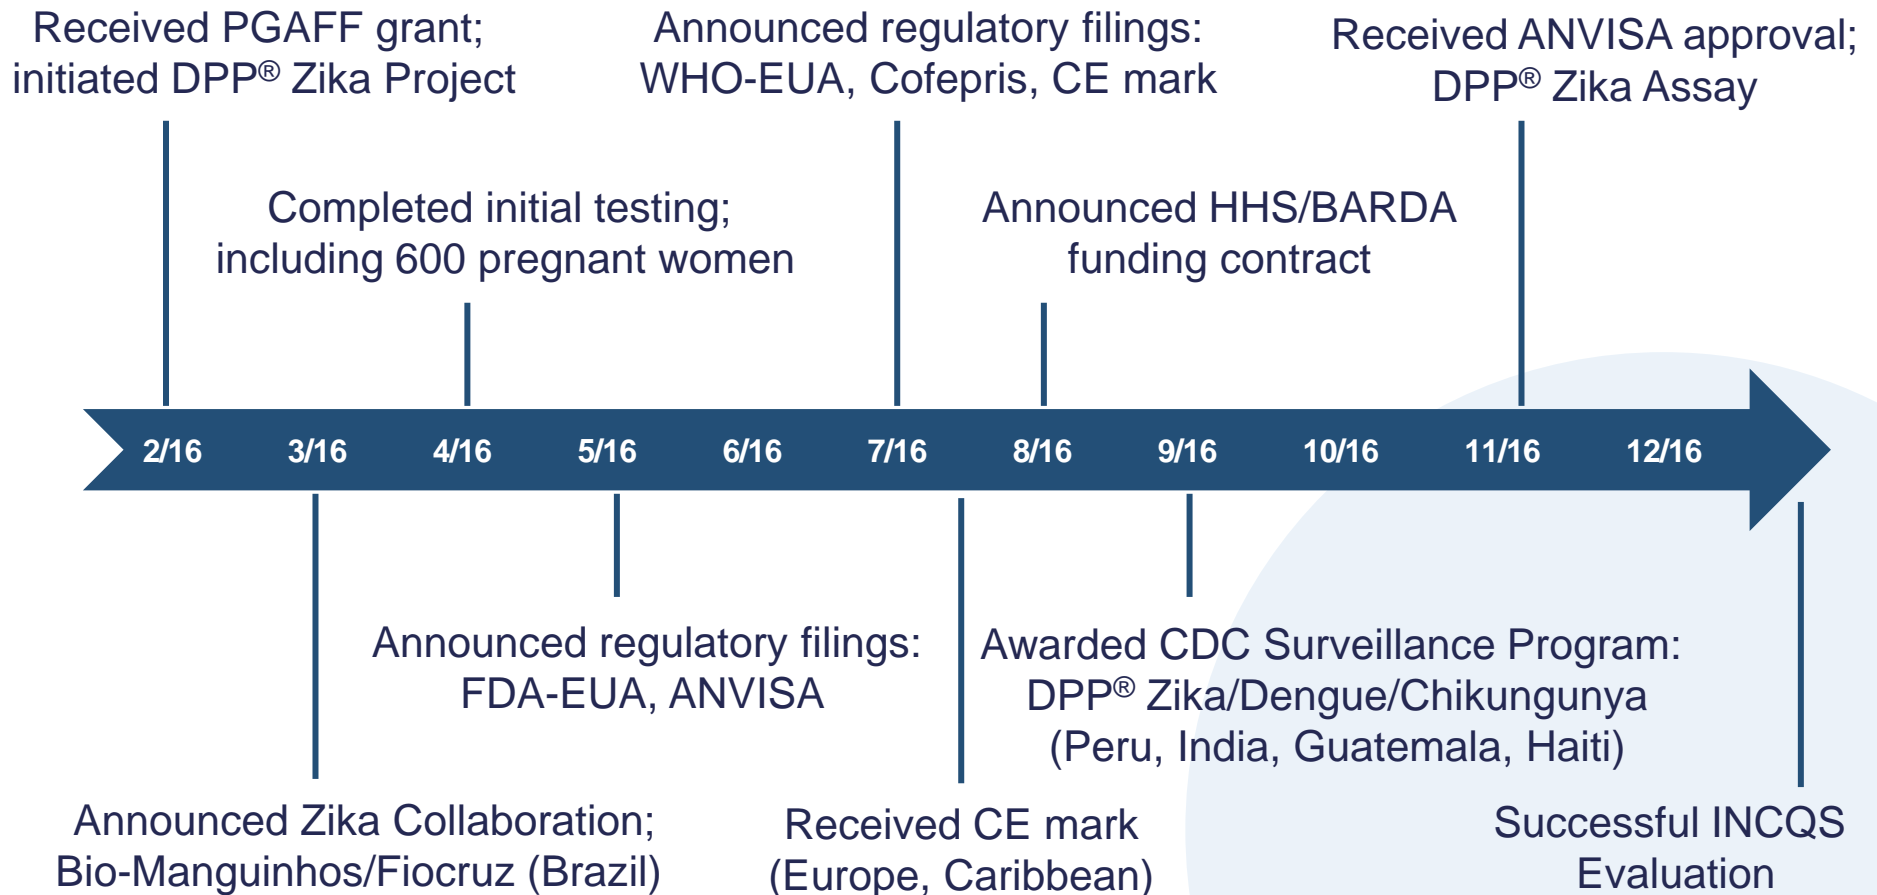 Received PGAFF grant;
initiated DPP® Zika Project
Announced regulatory filings:
WHO-EUA, Cofepris, CE mark
Received ANVISA approval;
DPP® Zika Assay
Completed initial testing;
including 600 pregnant women
Announced HHS/BARDA
funding contract
2/16 3/16 4/16 5/16 6/16 7/16 8/16 9/16 10/16 11/16 12/16
Announced regulatory filings:
FDA-EUA, ANVISA
Awarded CDC Surveillance Program:
DPP® Zika/Dengue/Chikungunya
(Peru, India, Guatemala, Haiti)
Announced Zika Collaboration;
Bio-Manguinhos/Fiocruz (Brazil)
Received CE mark
(Europe, Caribbean)
Successful INCQS
Evaluation